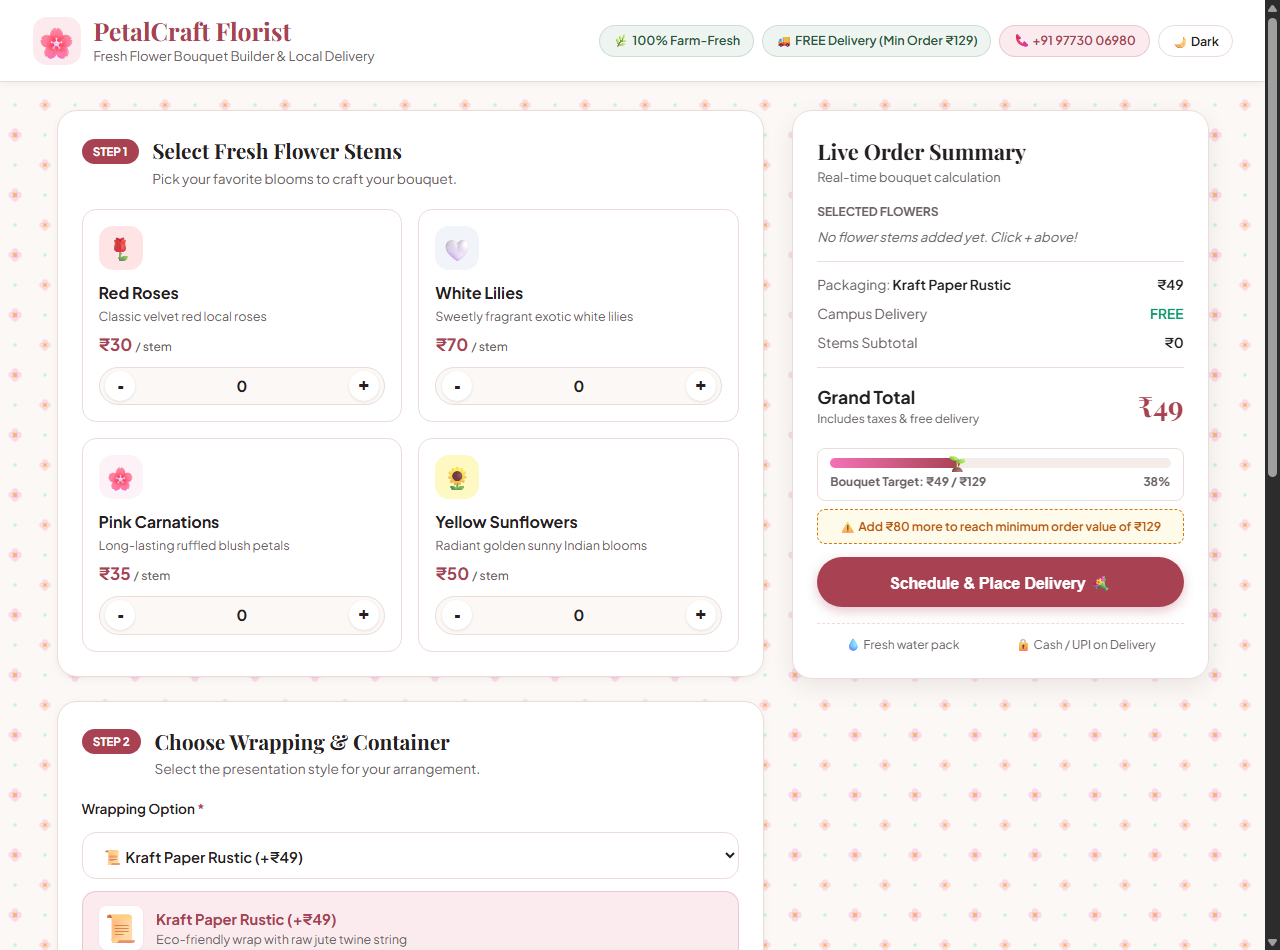 PetalCraft Florist
Fresh Flower Bouquet Builder & Local Delivery
🌿 100% Farm-Fresh
🚚 FREE Delivery (Min Order ₹129)
📞 +91 97730 06980
🌙 Dark
STEP 1
Select Fresh Flower Stems
Pick your favorite blooms to craft your bouquet.
Red Roses
Classic velvet red local roses
₹30 / stem
- 0 +
White Lilies
Sweetly fragrant exotic white lilies
₹70 / stem
- 0 +
Pink Carnations
Long-lasting ruffled blush petals
₹35 / stem
- 0 +
Yellow Sunflowers
Radiant golden sunny Indian blooms
₹50 / stem
- 0 +
STEP 2
Choose Wrapping & Container
Select the presentation style for your arrangement.
Wrapping Option *
📜 Kraft Paper Rustic (+₹49)
Kraft Paper Rustic (+₹49)
Eco-friendly wrap with raw jute twine string
Live Order Summary
Real-time bouquet calculation
SELECTED FLOWERS
No flower stems added yet. Click + above!
Packaging: Kraft Paper Rustic ₹49
Campus Delivery FREE
Stems Subtotal ₹0
Grand Total
Includes taxes & free delivery
₹49
Bouquet Target: ₹49 / ₹129 38%
⚠️ Add ₹80 more to reach minimum order value of ₹129
Schedule & Place Delivery 💐
💧 Fresh water pack
🔒 Cash / UPI on Delivery